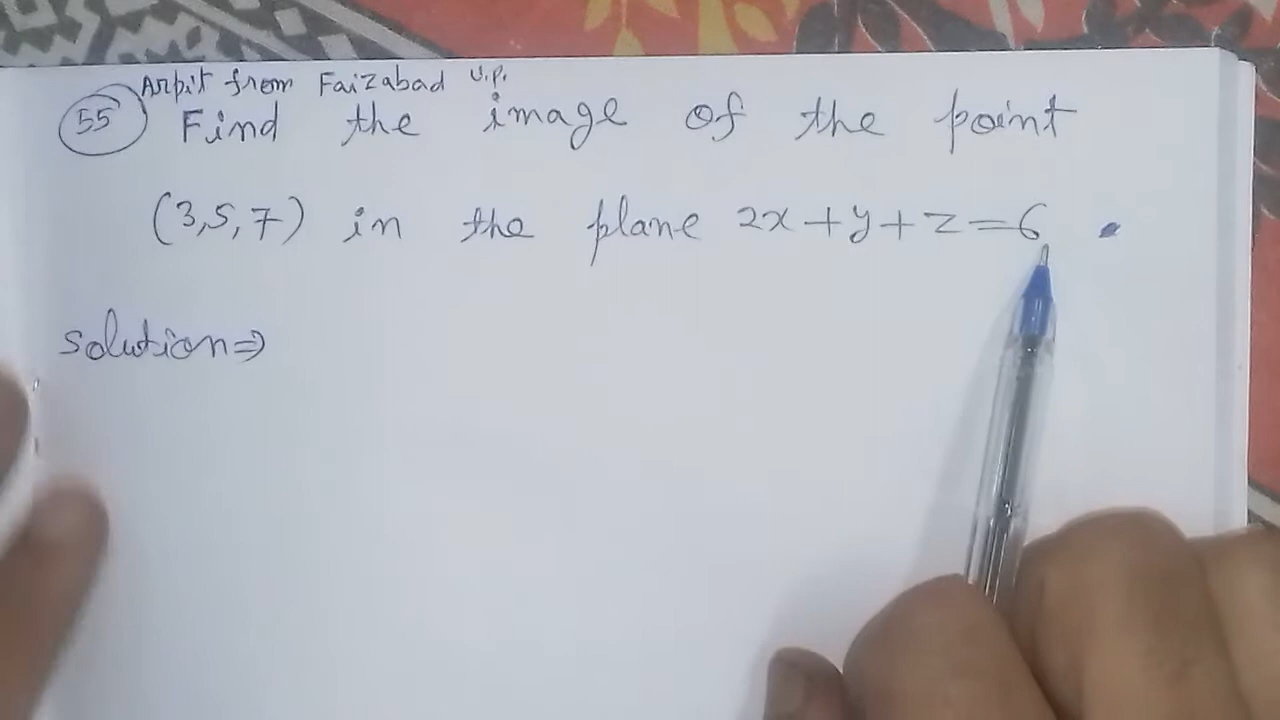 Arpit from Faizabad U.P.
55 Find the image of the point
(3,5,7) in the plane 2x+y+z=6.
solution⇒